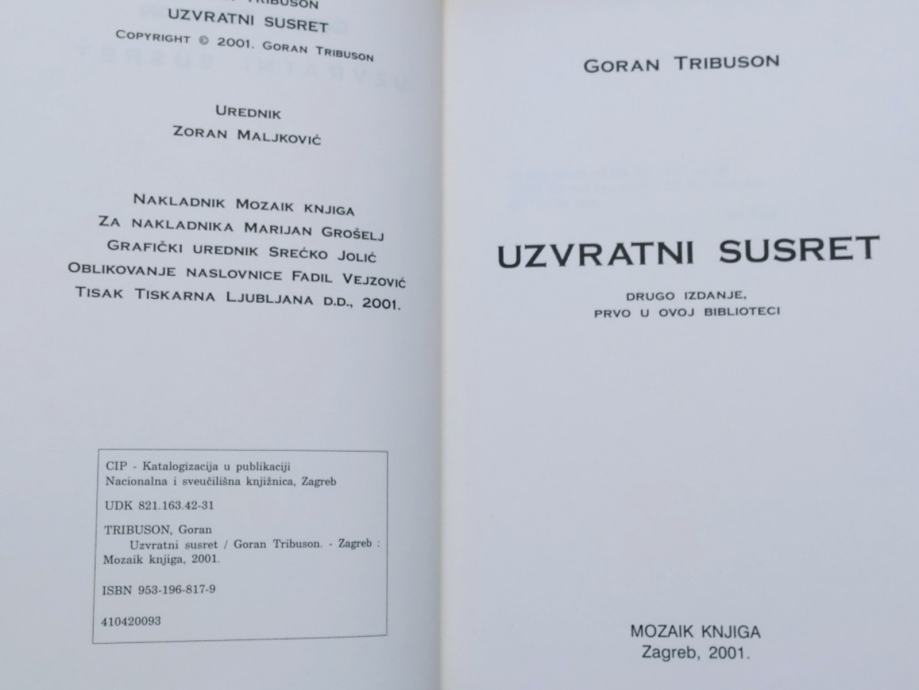 TRIBUSON
UZVRATNI SUSRET
COPYRIGHT © 2001. GORAN TRIBUSON
UREDNIK
ZORAN MALJKOVIĆ
NAKLADNIK MOZAIK KNJIGA
ZA NAKLADNIKA MARIJAN GROŠELJ
GRAFIČKI UREDNIK SREĆKO JOLIĆ
OBLIKOVANJE NASLOVNICE FADIL VEJZOVIĆ
TISAK TISKARNA LJUBLJANA D.D., 2001.
CIP - Katalogizacija u publikaciji
Nacionalna i sveučilišna knjižnica, Zagreb
UDK 821.163.42-31
TRIBUSON, Goran
Uzvratni susret / Goran Tribuson. - Zagreb :
Mozaik knjiga, 2001.
ISBN 953-196-817-9
410420093
GORAN TRIBUSON
UZVRATNI SUSRET
DRUGO IZDANJE,
PRVO U OVOJ BIBLIOTECI
MOZAIK KNJIGA
Zagreb, 2001.